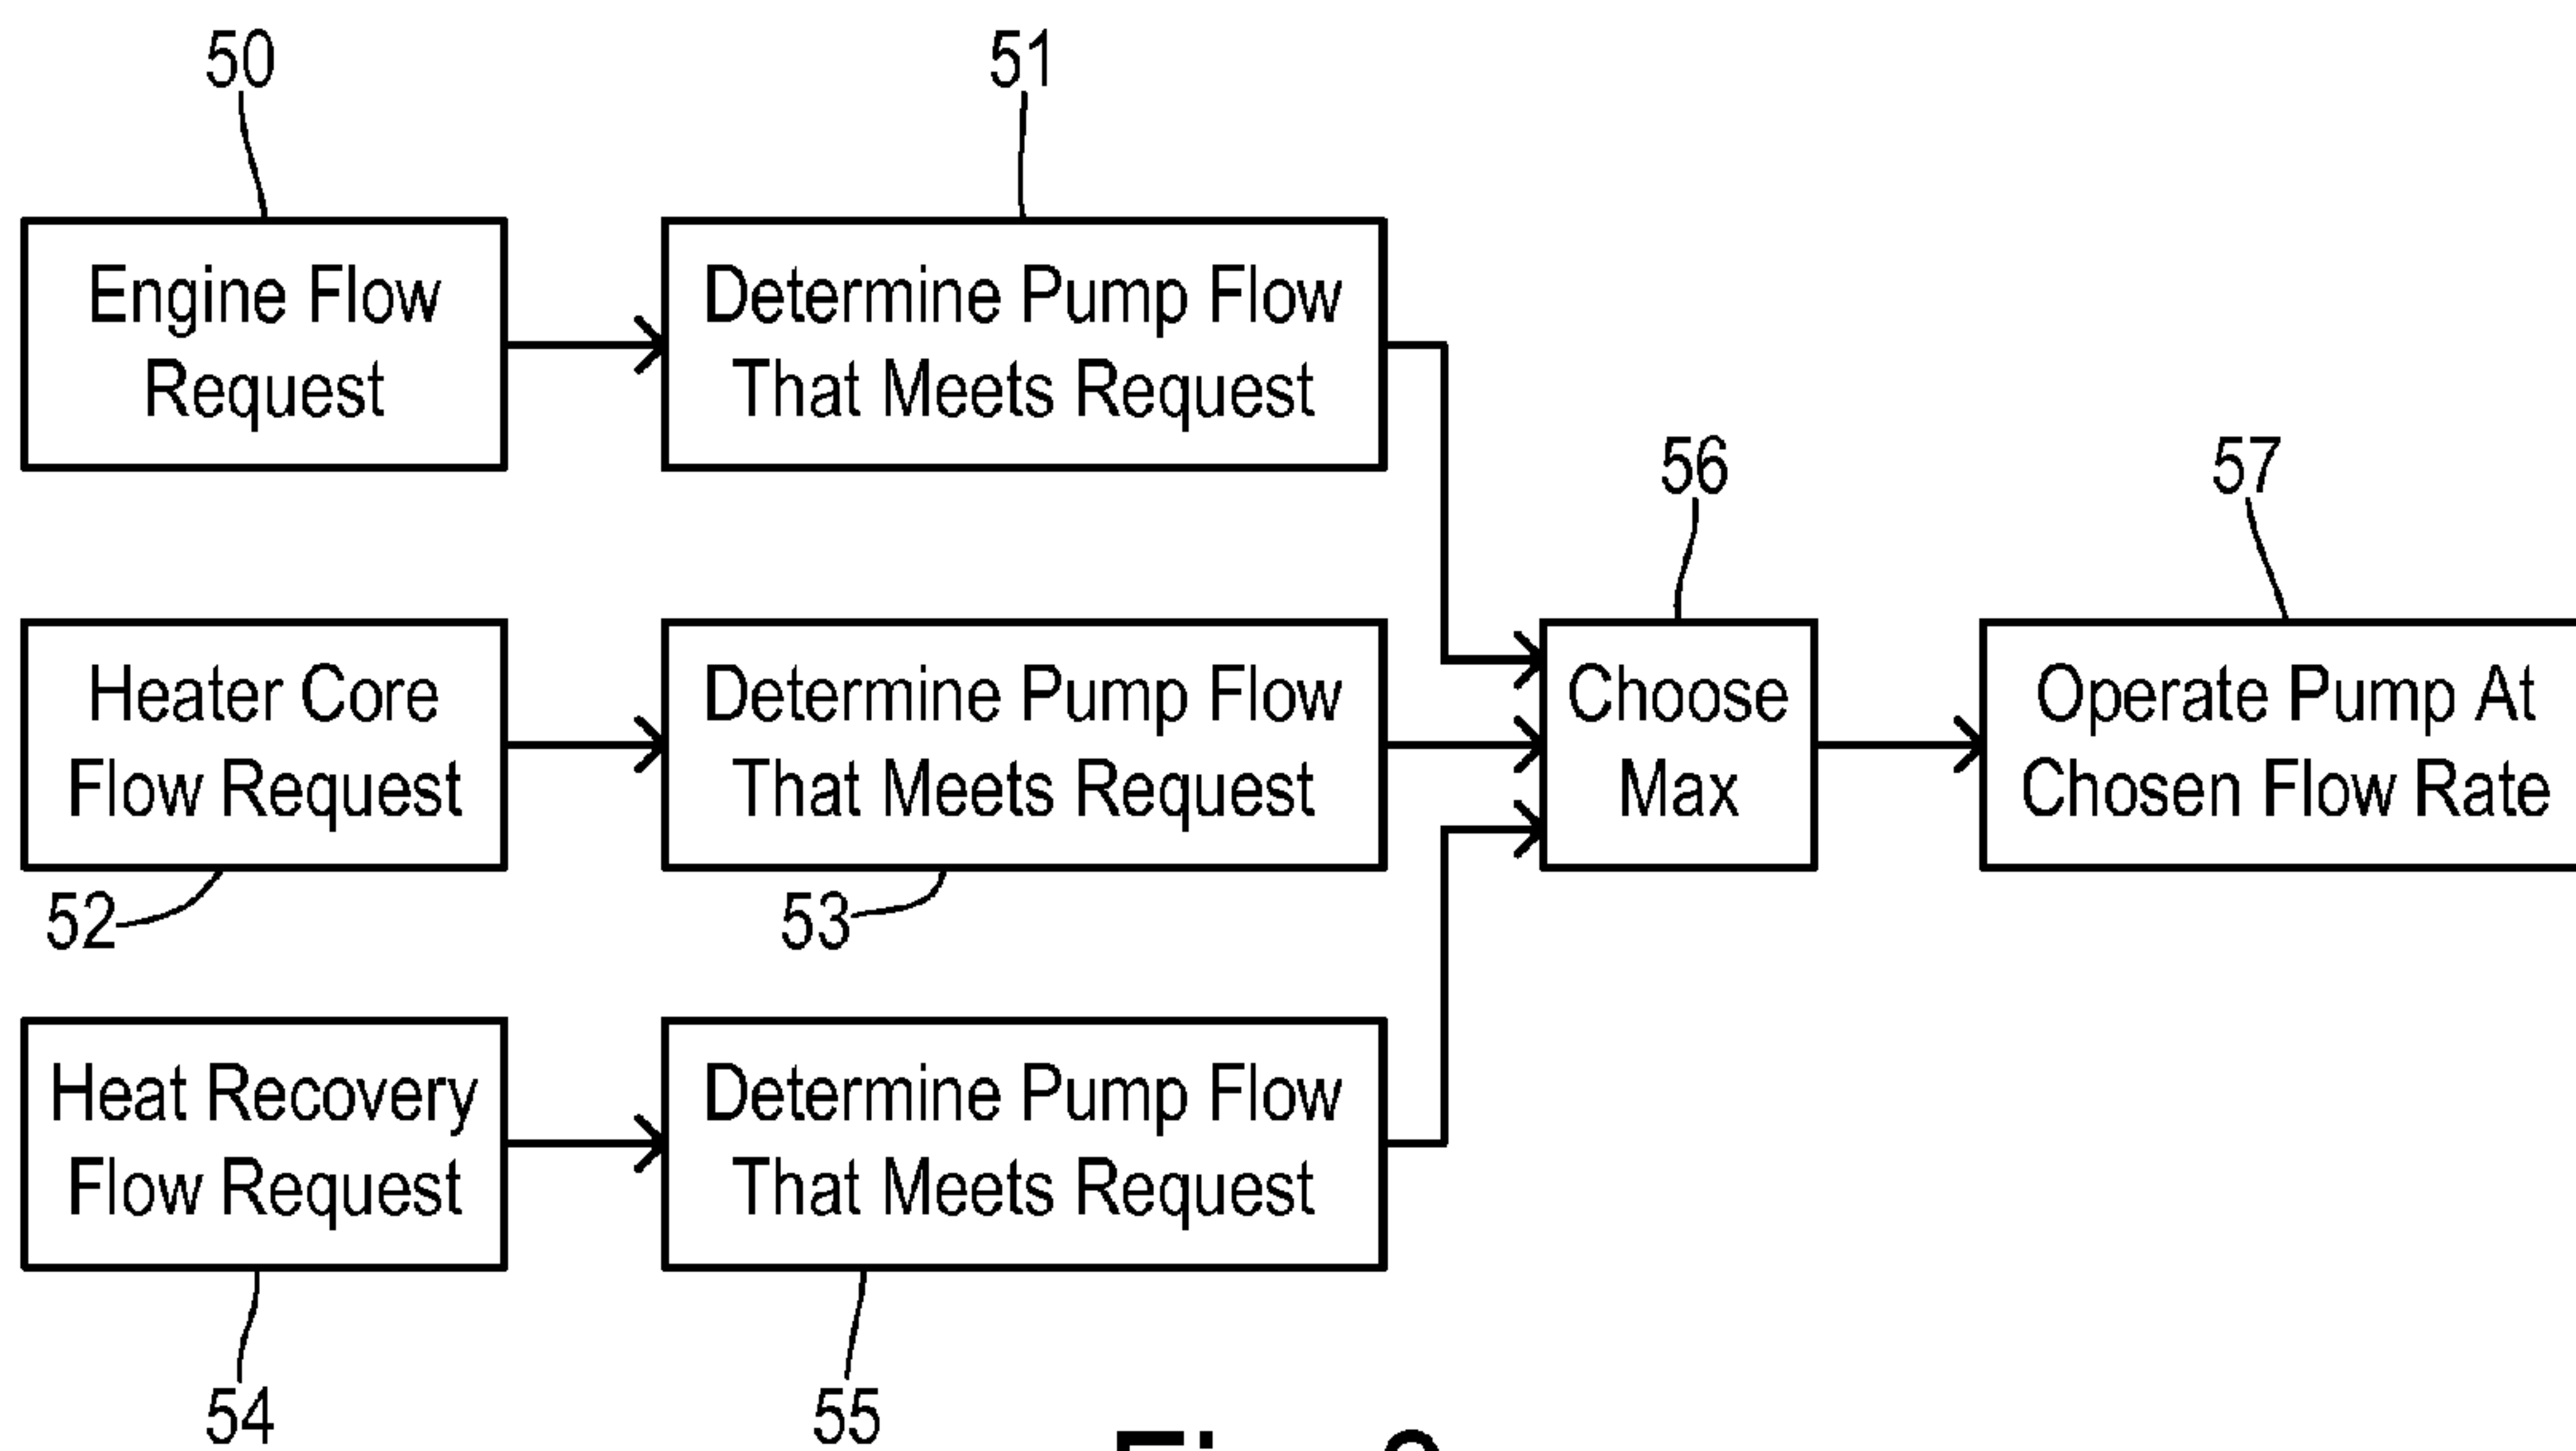 50
51
Engine Flow
Request
Determine Pump Flow
That Meets Request
56
57
Heater Core
Flow Request
Determine Pump Flow
That Meets Request
Choose
Max
Operate Pump At
Chosen Flow Rate
52
53
Heat Recovery
Flow Request
Determine Pump Flow
That Meets Request
54
55